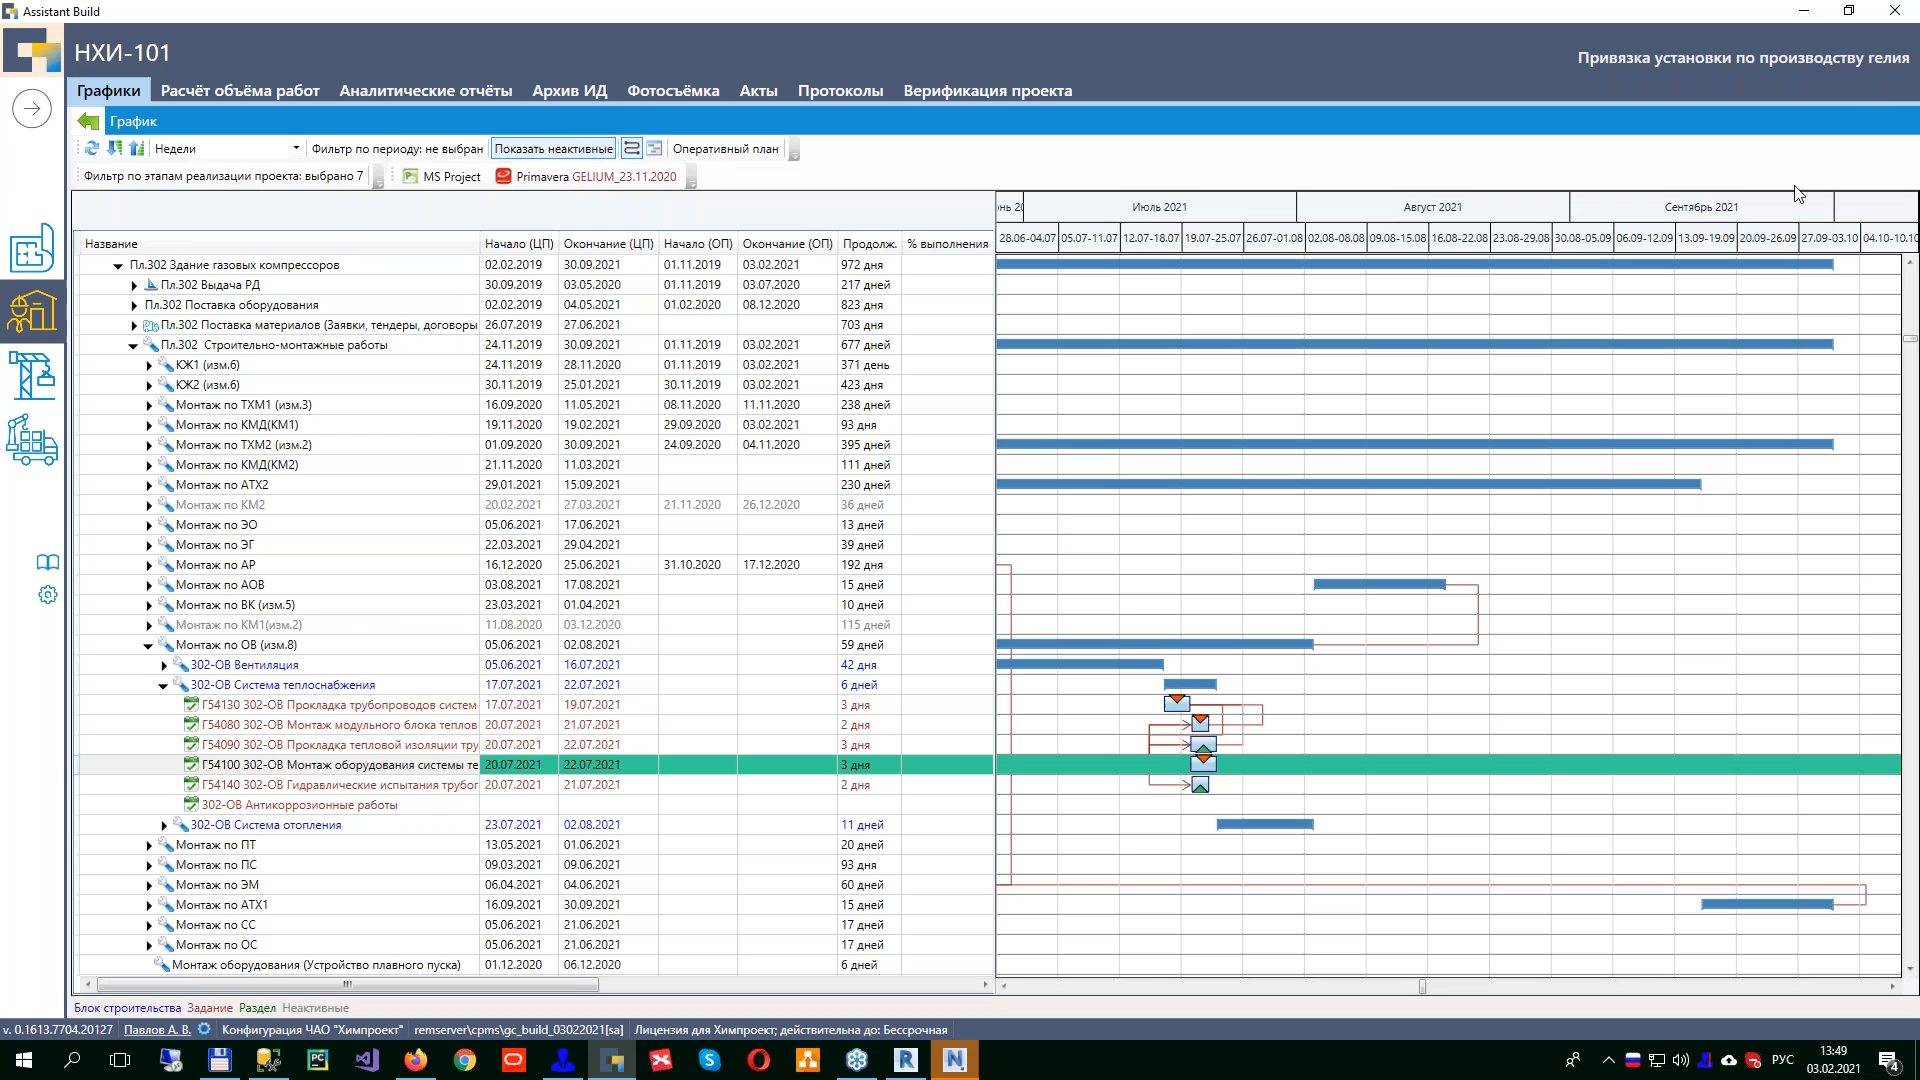 Assistant Build
НХИ-101
Привязка установки по производству гелия
Графики Расчёт объёма работ Аналитические отчёты Архив ИД Фотосъёмка Акты Протоколы Верификация проекта
График
Недели Фильтр по периоду: не выбран Показать неактивные Оперативный план
Фильтр по этапам реализации проекта: выбрано 7 MS Project Primavera GELIUM_23.11.2020
Июль 2021 Август 2021 Сентябрь 2021
Название Начало (ЦП) Окончание (ЦП) Начало (ОП) Окончание (ОП) Продолж. % выполнения
28.06-04.07 05.07-11.07 12.07-18.07 19.07-25.07 26.07-01.08 02.08-08.08 09.08-15.08 16.08-22.08 23.08-29.08 30.08-05.09 06.09-12.09 13.09-19.09 20.09-26.09 27.09-03.10 04.10-10.10
Пл.302 Здание газовых компрессоров 02.02.2019 30.09.2021 01.11.2019 03.02.2021 972 дня
Пл.302 Выдача РД 30.09.2019 03.05.2020 01.11.2019 03.07.2020 217 дней
Пл.302 Поставка оборудования 02.02.2019 04.05.2021 01.02.2020 08.12.2020 823 дня
Пл.302 Поставка материалов (Заявки, тендеры, договоры 26.07.2019 27.06.2021 703 дня
Пл.302 Строительно-монтажные работы 24.11.2019 30.09.2021 01.11.2019 03.02.2021 677 дней
КЖ1 (изм.6) 24.11.2019 28.11.2020 01.11.2019 03.02.2021 371 день
КЖ2 (изм.6) 30.11.2019 25.01.2021 30.11.2019 03.02.2021 423 дня
Монтаж по ТХМ1 (изм.3) 16.09.2020 11.05.2021 08.11.2020 11.11.2020 238 дней
Монтаж по КМД(КМ1) 19.11.2020 19.02.2021 29.09.2020 03.02.2021 93 дня
Монтаж по ТХМ2 (изм.2) 01.09.2020 30.09.2021 24.09.2020 04.11.2020 395 дней
Монтаж по КМД(КМ2) 21.11.2020 11.03.2021 111 дней
Монтаж по АТХ2 29.01.2021 15.09.2021 230 дней
Монтаж по КМ2 20.02.2021 27.03.2021 21.11.2020 26.12.2020 36 дней
Монтаж по ЭО 05.06.2021 17.06.2021 13 дней
Монтаж по ЭГ 22.03.2021 29.04.2021 39 дней
Монтаж по АР 16.12.2020 25.06.2021 31.10.2020 17.12.2020 192 дня
Монтаж по АОВ 03.08.2021 17.08.2021 15 дней
Монтаж по ВК (изм.5) 23.03.2021 01.04.2021 10 дней
Монтаж по КМ1(изм.2) 11.08.2020 03.12.2020 115 дней
Монтаж по ОВ (изм.8) 05.06.2021 02.08.2021 59 дней
302-ОВ Вентиляция 05.06.2021 16.07.2021 42 дня
302-ОВ Система теплоснабжения 17.07.2021 22.07.2021 6 дней
Г54130 302-ОВ Прокладка трубопроводов систем 17.07.2021 19.07.2021 3 дня
Г54080 302-ОВ Монтаж модульного блока теплов 20.07.2021 21.07.2021 2 дня
Г54090 302-ОВ Прокладка тепловой изоляции тру 20.07.2021 22.07.2021 3 дня
Г54100 302-ОВ Монтаж оборудования системы те 20.07.2021 22.07.2021 3 дня
Г54140 302-ОВ Гидравлические испытания трубог 20.07.2021 21.07.2021 2 дня
302-ОВ Антикоррозионные работы
302-ОВ Система отопления 23.07.2021 02.08.2021 11 дней
Монтаж по ПТ 13.05.2021 01.06.2021 20 дней
Монтаж по ПС 09.03.2021 09.06.2021 93 дня
Монтаж по ЭМ 06.04.2021 04.06.2021 60 дней
Монтаж по АТХ1 16.09.2021 30.09.2021 15 дней
Монтаж по СС 05.06.2021 21.06.2021 17 дней
Монтаж по ОС 05.06.2021 21.06.2021 17 дней
Монтаж оборудования (Устройство плавного пуска) 01.12.2020 06.12.2020 6 дней
Блок строительства Задание Раздел Неактивные
v. 0.1613.7704.20127 Павлов А. В. Конфигурация ЧАО "Химпроект" remserver\cpms\gc_build_03022021[sa] Лицензия для Химпроект; действительна до: Бессрочная
РУС 13:49
03.02.2021 4